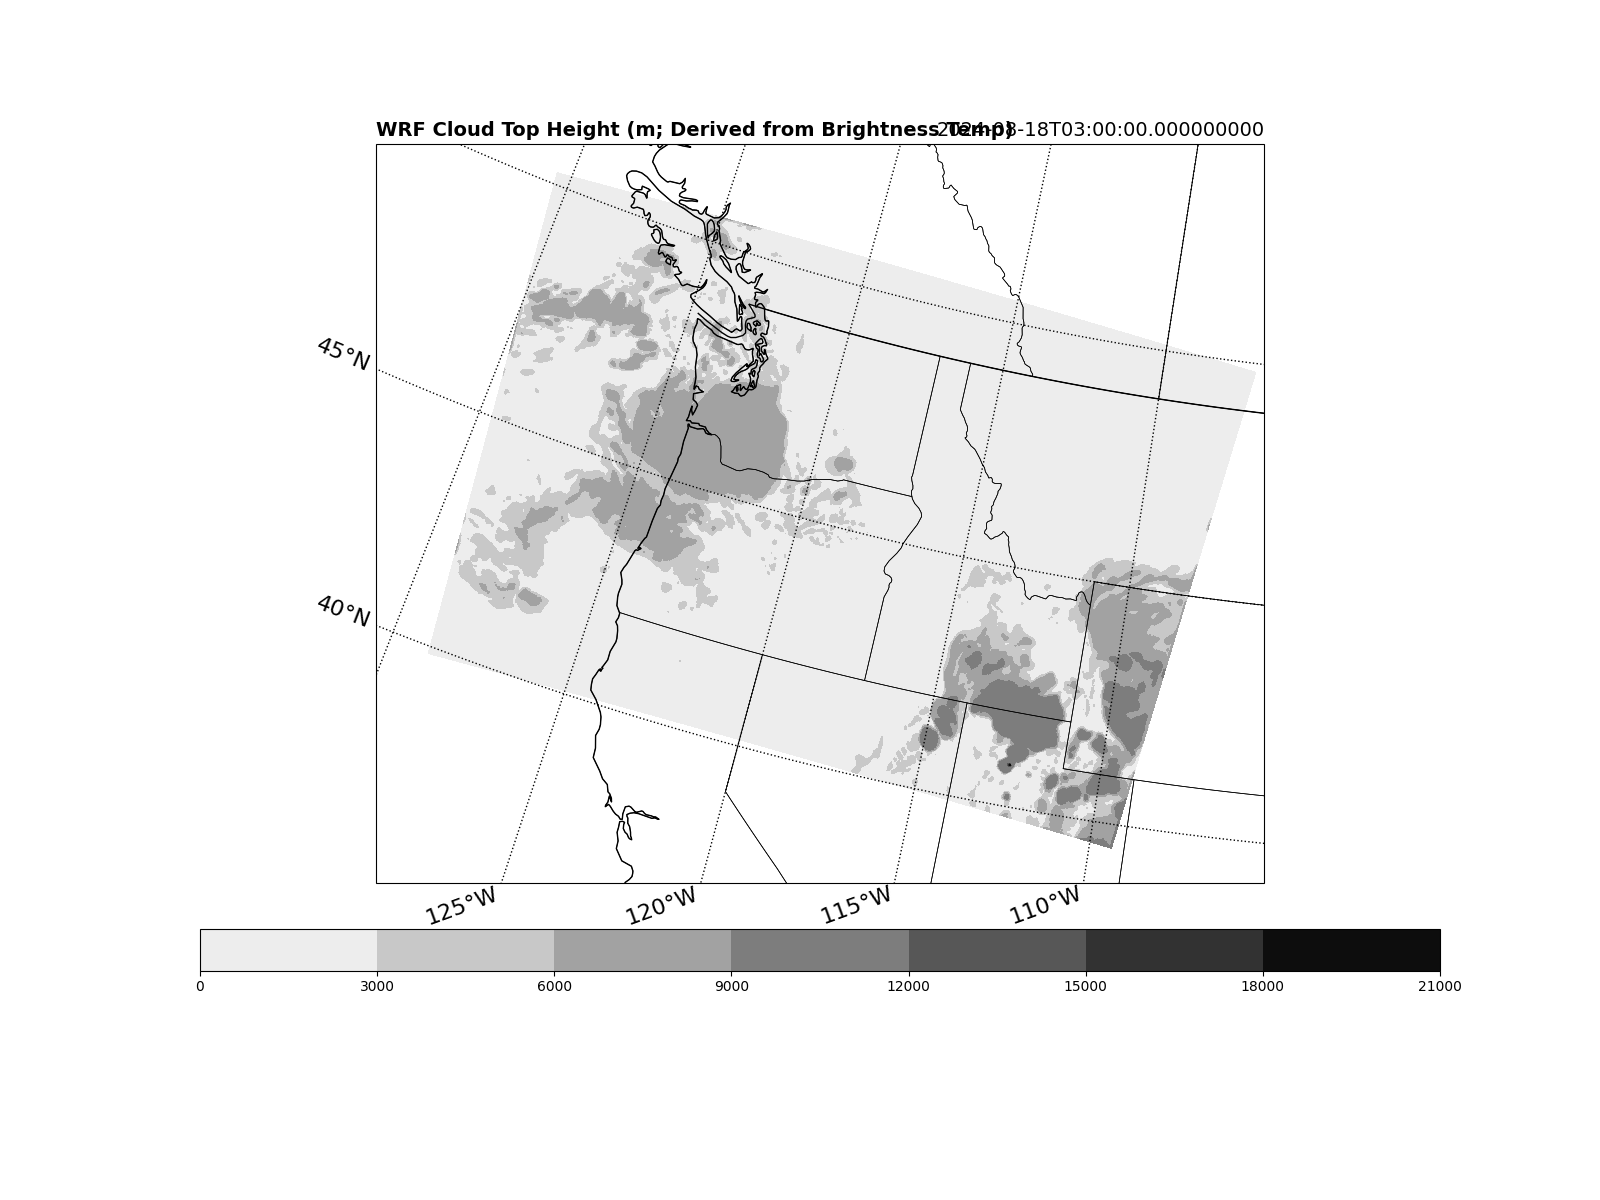 WRF Cloud Top Height (m; Derived from Brightness Temp)
2024-08-18T03:00:00.000000000
45°N
40°N
125°W 120°W 115°W 110°W
0 3000 6000 9000 12000 15000 18000 21000